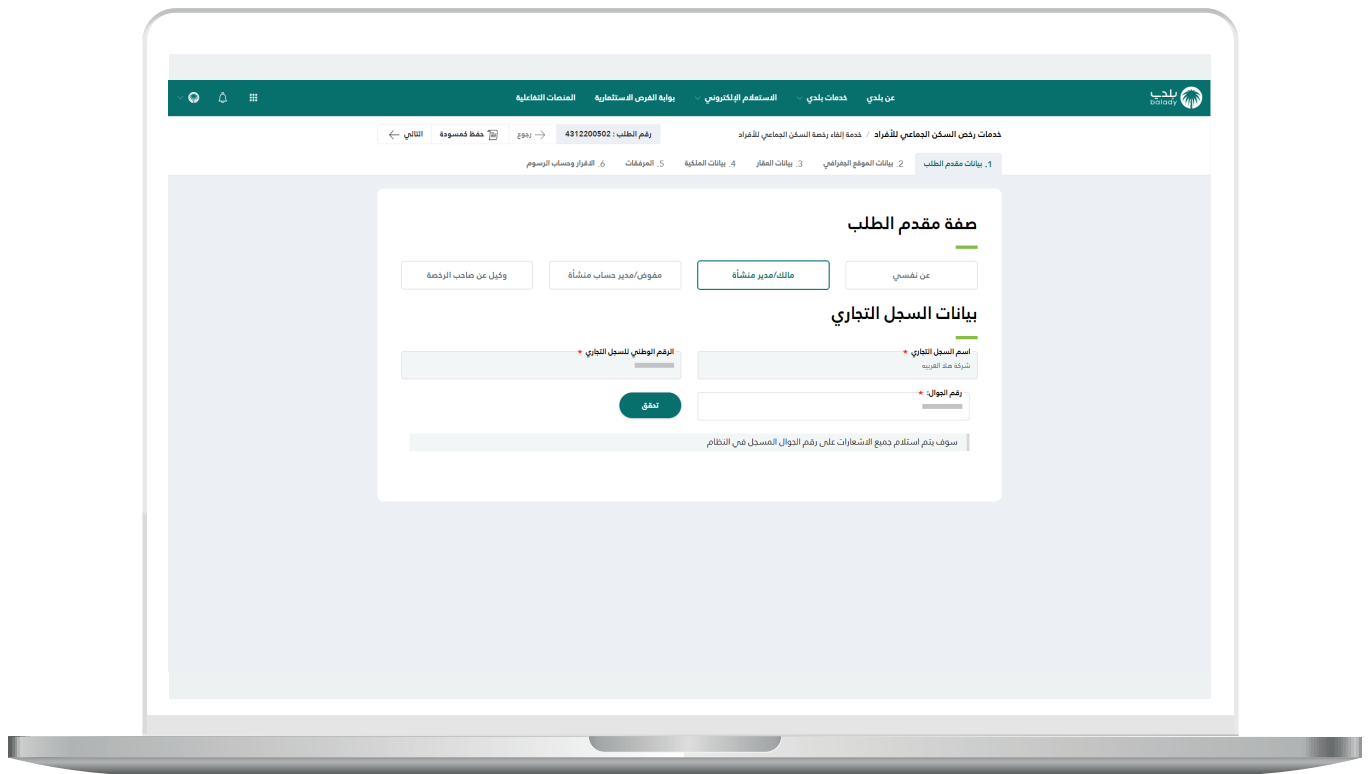 بلدي
balady
عن بلدي
خدمات بلدي
الاستعلام الإلكتروني
بوابة الفرص الاستثمارية
المنصات التفاعلية
خدمات رخص السكن الجماعي للأفراد / خدمة إلغاء رخصة السكن الجماعي للأفراد
رقم الطلب : 4312200502
رجوع
حفظ كمسودة
التالي
1. بيانات مقدم الطلب
2. بيانات الموقع الجغرافي
3. بيانات العقار
4. بيانات الملكية
5. المرفقات
6. الاقرار وحساب الرسوم
صفة مقدم الطلب
عن نفسي
مالك/مدير منشأة
مفوض/مدير حساب منشأة
وكيل عن صاحب الرخصة
بيانات السجل التجاري
اسم السجل التجاري *
شركة هلا العربيه
الرقم الوطني للسجل التجاري *
رقم الجوال: *
تحقق
سوف يتم استلام جميع الاشعارات على رقم الجوال المسجل في النظام